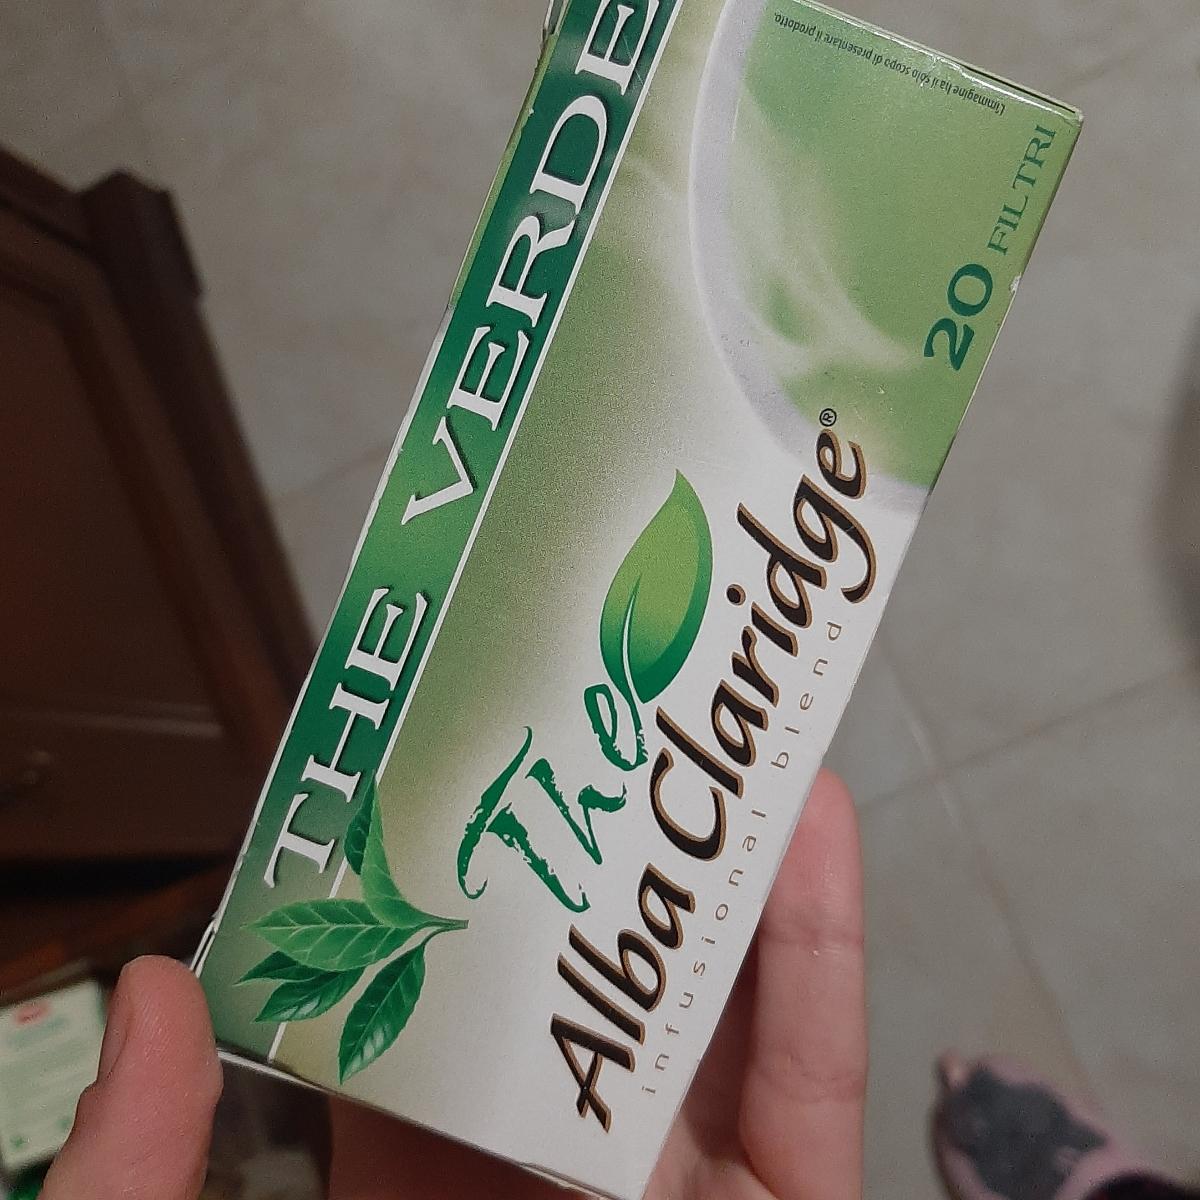 THE VERDE
The
Alba Claridge®
infusional blend
20 FILTRI
L'immagine ha il solo scopo di presentare il prodotto.